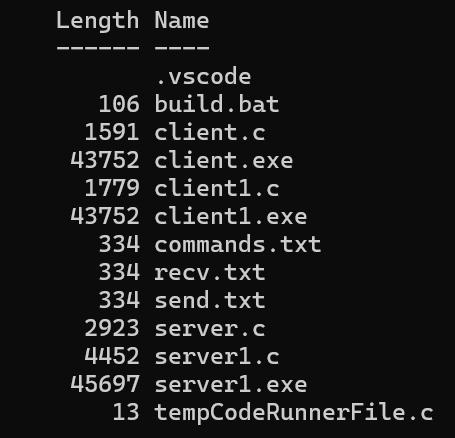 Length Name
------ ----
.vscode
106 build.bat
1591 client.c
43752 client.exe
1779 client1.c
43752 client1.exe
334 commands.txt
334 recv.txt
334 send.txt
2923 server.c
4452 server1.c
45697 server1.exe
13 tempCodeRunnerFile.c